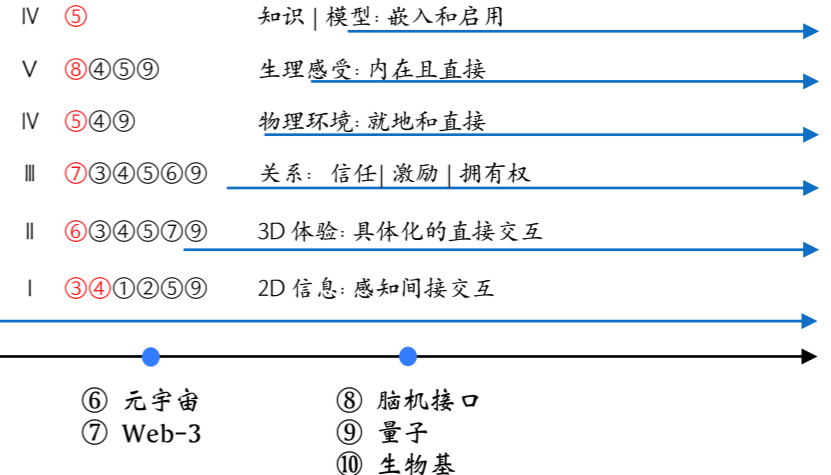 Ⅳ ⑤ 知识 | 模型: 嵌入和启用
Ⅴ ⑧④⑤⑨ 生理感受: 内在且直接
Ⅳ ⑤④⑨ 物理环境: 就地和直接
Ⅲ ⑦③④⑤⑥⑨ 关系: 信任| 激励 | 拥有权
Ⅱ ⑥③④⑤⑦⑨ 3D 体验: 具体化的直接交互
Ⅰ ③④①②⑤⑨ 2D 信息: 感知间接交互
⑥ 元宇宙 ⑧ 脑机接口
⑦ Web-3 ⑨ 量子
⑩ 生物基